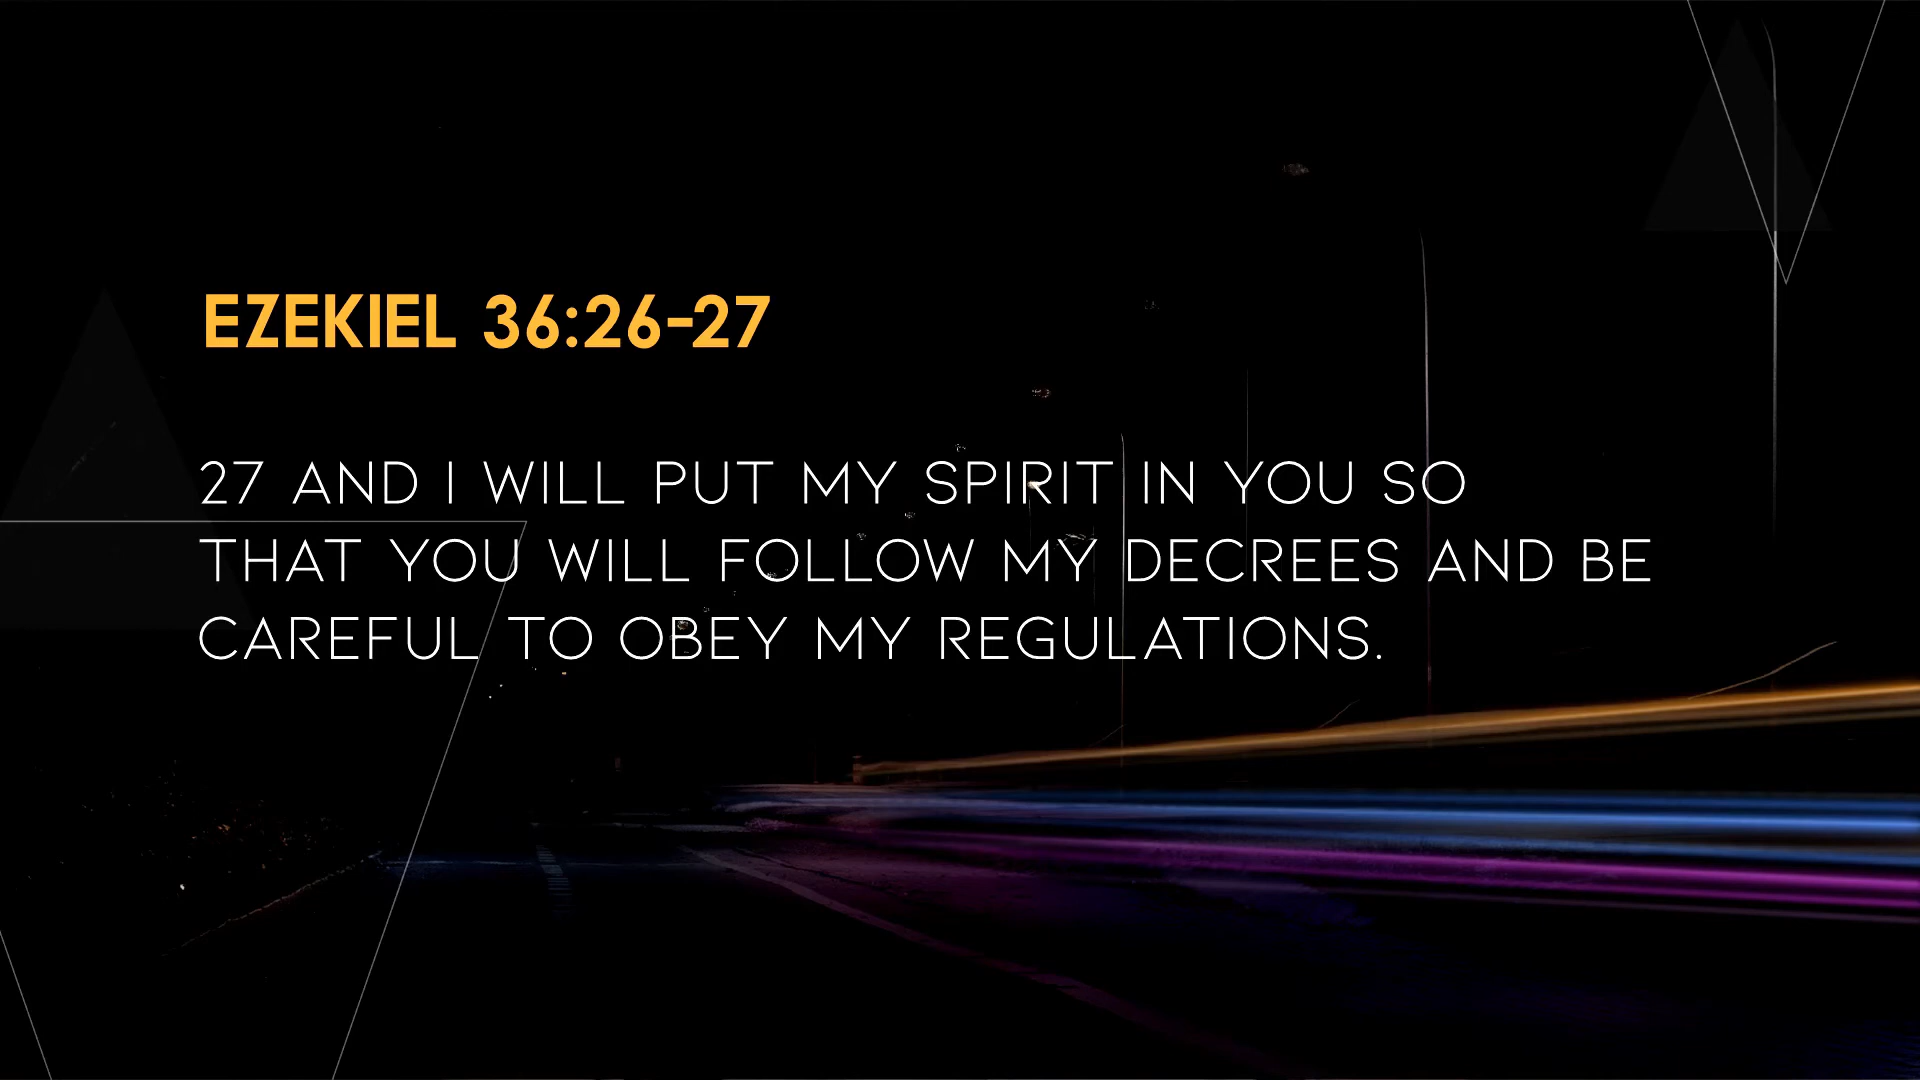 EZEKIEL 36:26-27
27 AND I WILL PUT MY SPIRIT IN YOU SO
THAT YOU WILL FOLLOW MY DECREES AND BE
CAREFUL TO OBEY MY REGULATIONS.